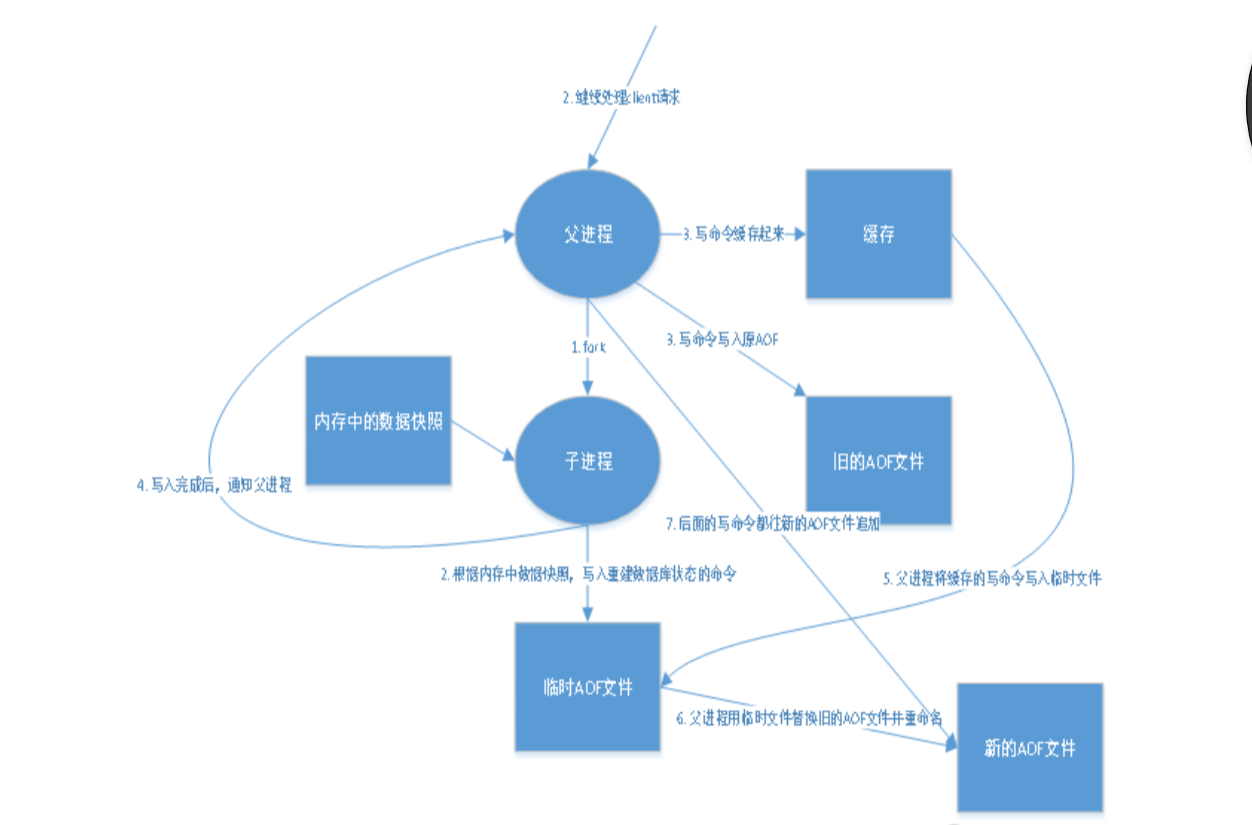 2.继续处理client请求
父进程
3.写命令缓存起来
缓存
1.fork
3.写命令写入原AOF
内存中的数据快照
子进程
旧的AOF文件
4.写入完成后，通知父进程
7.后面的写命令都往新的AOF文件追加
2.根据内存中数据快照，写入重建数据库状态的命令
5.父进程将缓存的写命令写入临时文件
临时AOF文件
6.父进程用临时文件替换旧的AOF文件并重命名
新的AOF文件